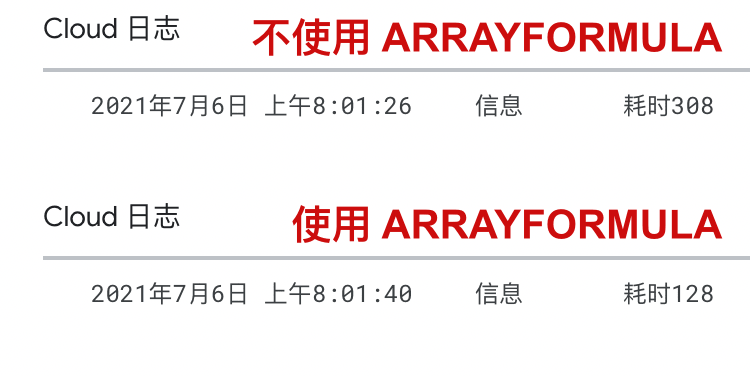 Cloud 日志 不使用 ARRAYFORMULA
2021年7月6日 上午8:01:26 信息 耗时308
Cloud 日志 使用 ARRAYFORMULA
2021年7月6日 上午8:01:40 信息 耗时128